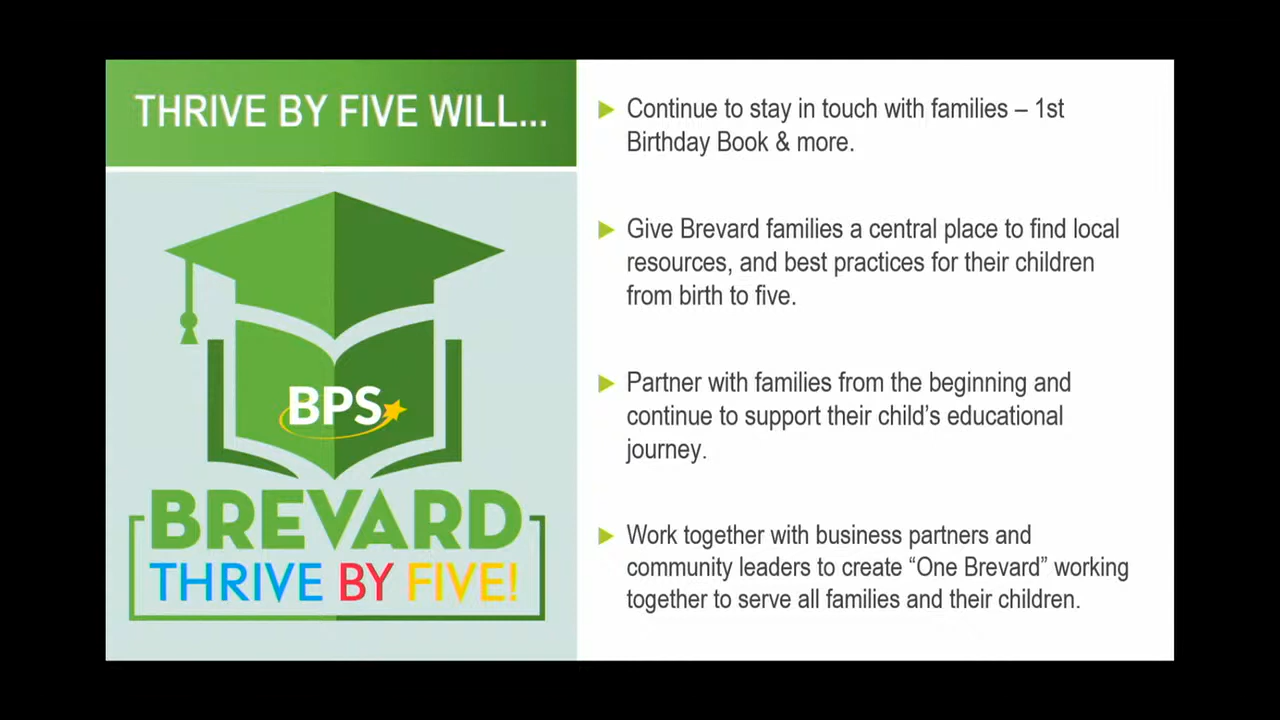 THRIVE BY FIVE WILL...
BPS
BREVARD
THRIVE BY FIVE!
Continue to stay in touch with families – 1st
Birthday Book & more.
Give Brevard families a central place to find local
resources, and best practices for their children
from birth to five.
Partner with families from the beginning and
continue to support their child’s educational
journey.
Work together with business partners and
community leaders to create “One Brevard” working
together to serve all families and their children.